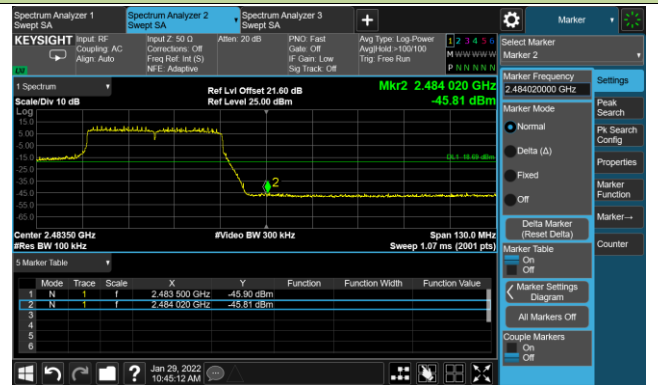 Spectrum Analyzer 1
Swept SA
Spectrum Analyzer 2
Swept SA
Spectrum Analyzer 3
Swept SA
+
Marker
KEYSIGHT
Input: RF
Coupling: AC
Align: Auto
Input Z: 50 Ω
Corrections: Off
Freq Ref: Int (S)
NFE: Adaptive
Atten: 20 dB
PNO: Fast
Gate: Off
IF Gain: Low
Sig Track: Off
Avg Type: Log-Power
Avg|Hold:>100/100
Trig: Free Run
1 2 3 4 5 6
M W W W W W
P N N N N N
LXI
Select Marker
Marker 2
1 Spectrum
Scale/Div 10 dB
Ref Lvl Offset 21.60 dB
Ref Level 25.00 dBm
Mkr2 2.484 020 GHz
-45.81 dBm
Log
15.0
5.00
-5.00
-15.0
-25.0
-35.0
-45.0
-55.0
-65.0
2
Center 2.48350 GHz
#Res BW 100 kHz
#Video BW 300 kHz
Span 130.0 MHz
Sweep 1.07 ms (2001 pts)
5 Marker Table
Mode Trace Scale X Y Function Function Width Function Value
1 N 1 f 2.483 500 GHz -45.90 dBm
2 N 1 f 2.484 020 GHz -45.81 dBm
3
4
5
6
Jan 29, 2022
10:45:12 AM
Marker Frequency
2.484020000 GHz
Marker Mode
Normal
Delta (Δ)
Fixed
Off
Delta Marker
(Reset Delta)
Marker Table
On
Off
Marker Settings
Diagram
All Markers Off
Couple Markers
On
Off
Settings
Peak
Search
Pk Search
Config
Properties
Marker
Function
Marker→
Counter